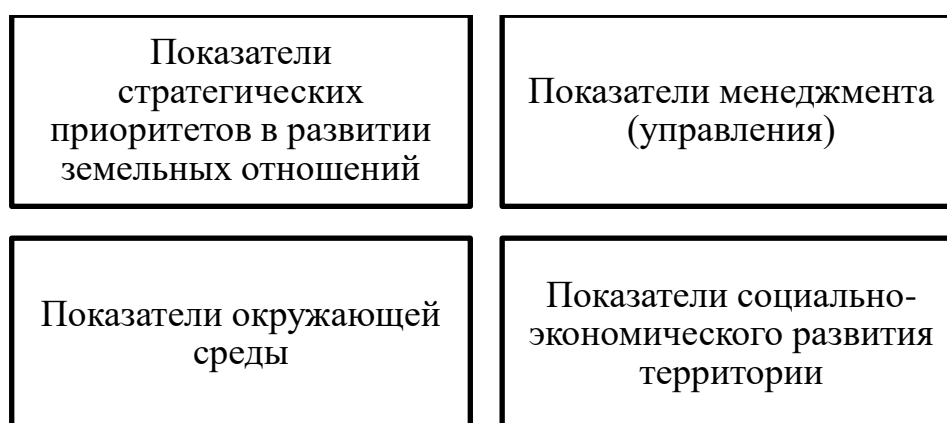 Показатели
стратегических
приоритетов в развитии
земельных отношений
Показатели менеджмента
(управления)
Показатели окружающей
среды
Показатели социально-
экономического развития
территории